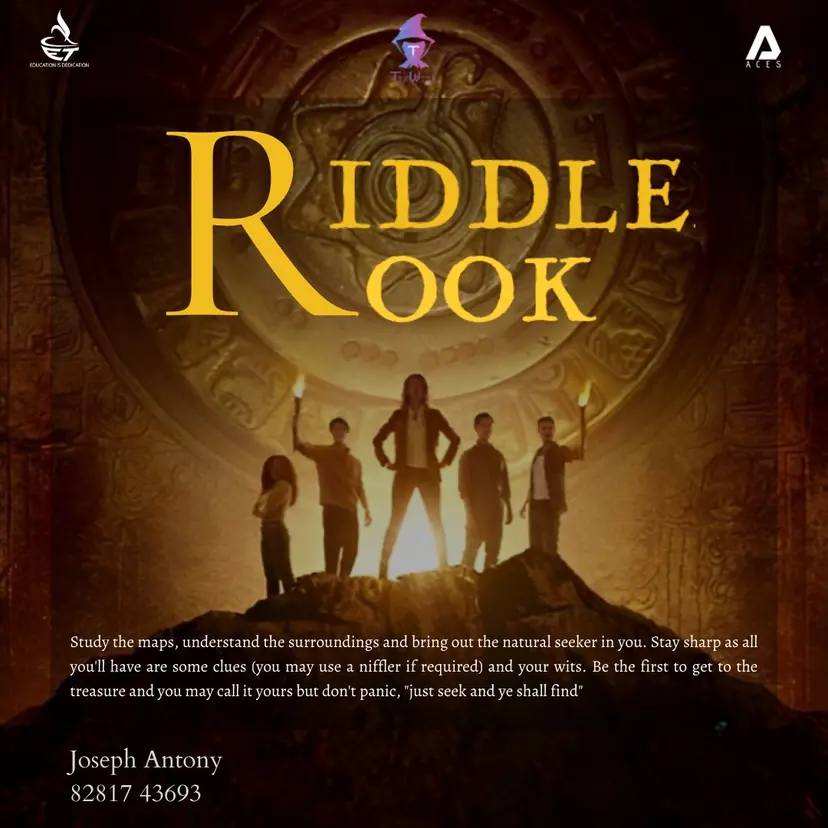 ET
EDUCATION IS DEDICATION
T
ACES
RIDDLE
ROOK
Study the maps, understand the surroundings and bring out the natural seeker in you. Stay sharp as all
you'll have are some clues (you may use a niffler if required) and your wits. Be the first to get to the
treasure and you may call it yours but don't panic, "just seek and ye shall find"
Joseph Antony
82817 43693